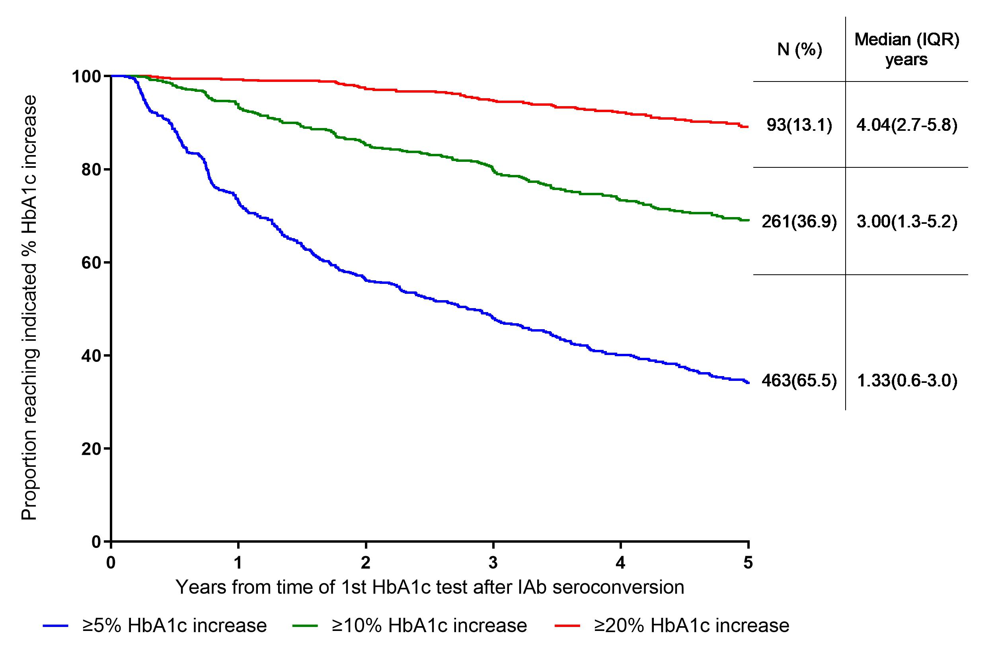 N (%)
Median (IQR)
years
93(13.1)
4.04(2.7-5.8)
261(36.9)
3.00(1.3-5.2)
463(65.5)
1.33(0.6-3.0)
Proportion reaching indicated % HbA1c increase
100
80
60
40
20
0
0 1 2 3 4 5
Years from time of 1st HbA1c test after IAb seroconversion
≥5% HbA1c increase
≥10% HbA1c increase
≥20% HbA1c increase